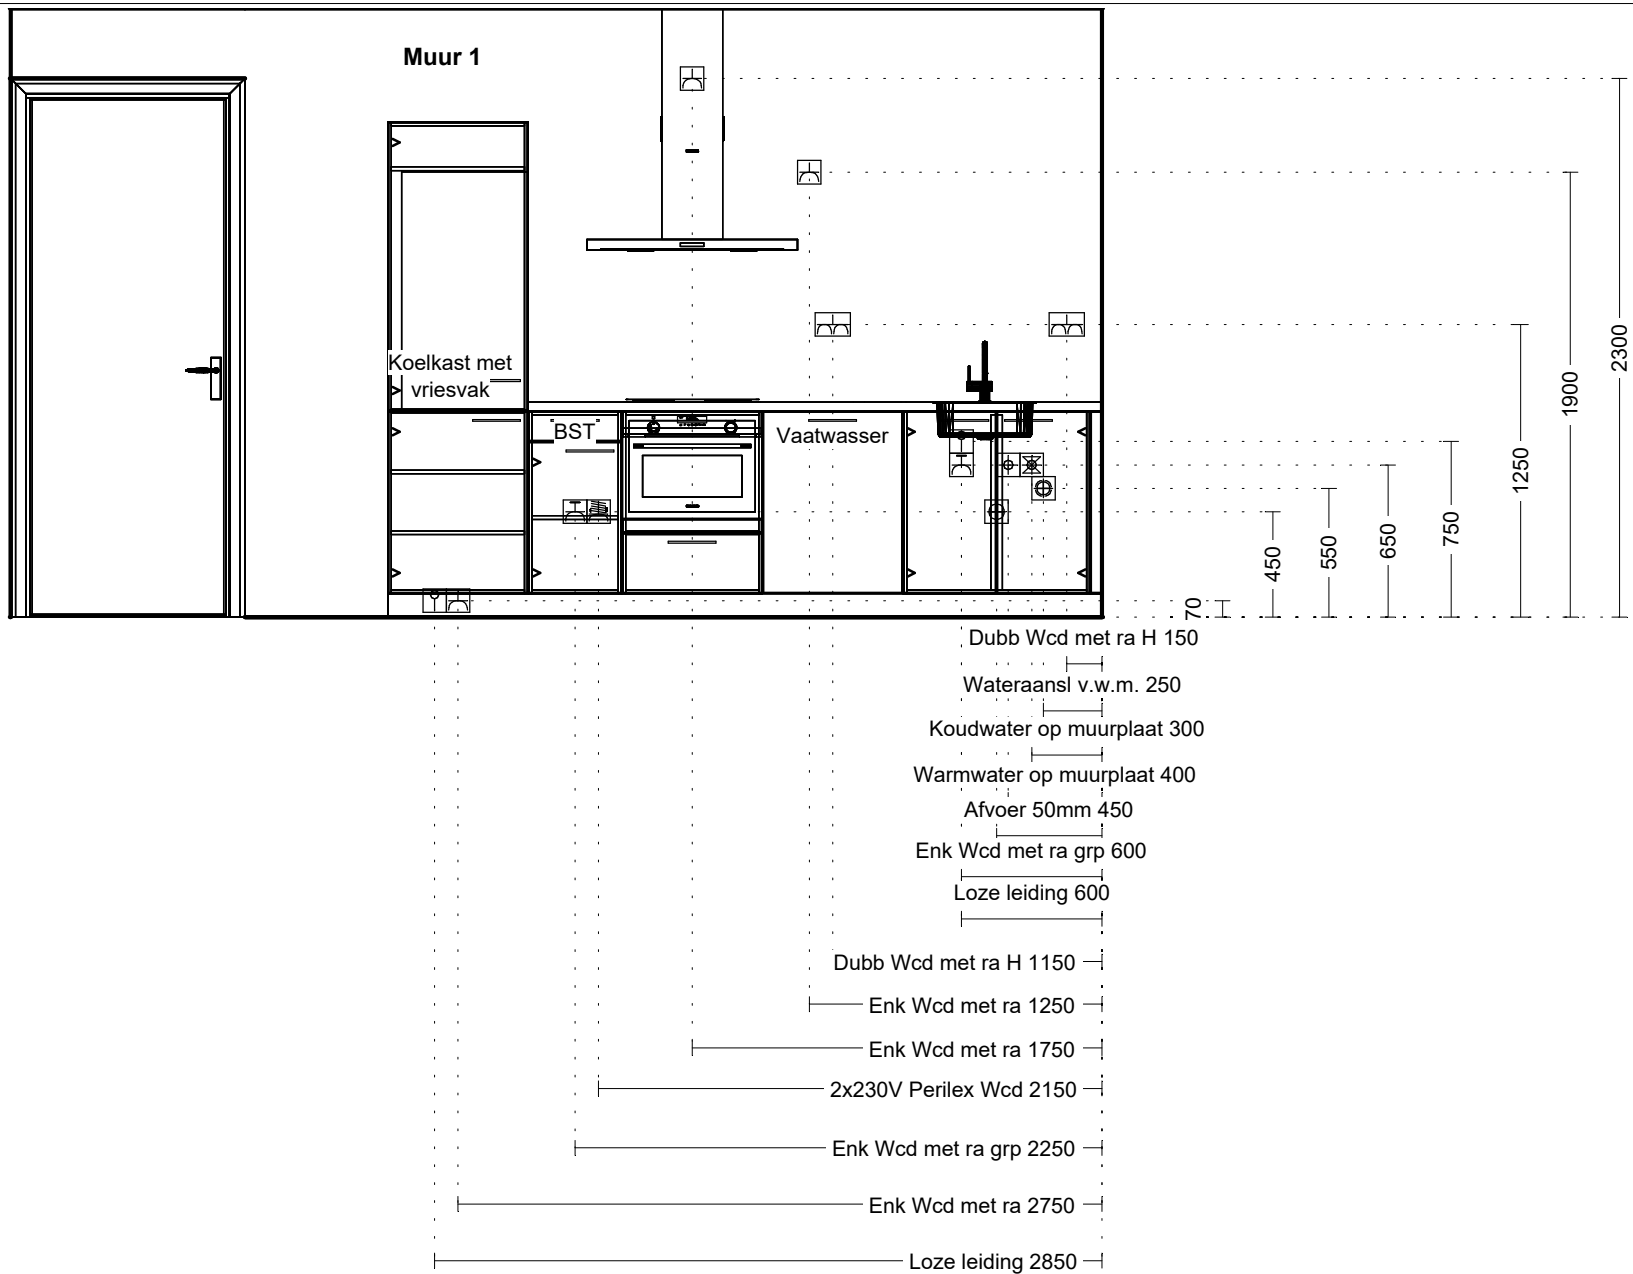 Muur 1
Koelkast met
vriesvak
BST
Vaatwasser
2300
1900
1250
750
650
550
450
70
Dubb Wcd met ra H 150
Wateraansl v.w.m. 250
Koudwater op muurplaat 300
Warmwater op muurplaat 400
Afvoer 50mm 450
Enk Wcd met ra grp 600
Loze leiding 600
Dubb Wcd met ra H 1150
Enk Wcd met ra 1250
Enk Wcd met ra 1750
2x230V Perilex Wcd 2150
Enk Wcd met ra grp 2250
Enk Wcd met ra 2750
Loze leiding 2850